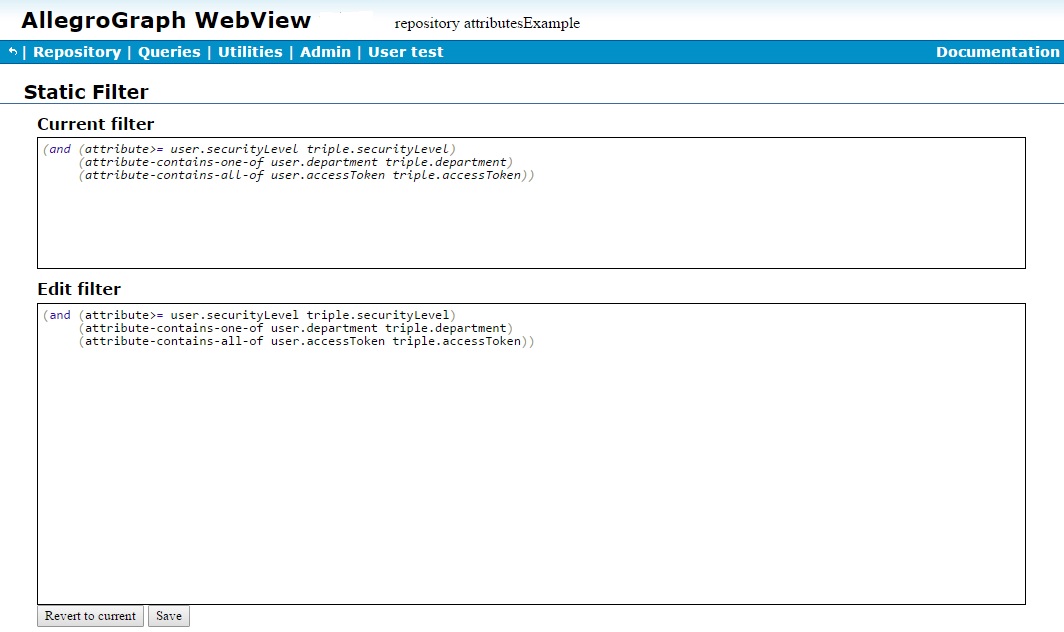 AllegroGraph WebView repository attributesExample
↰ | Repository | Queries | Utilities | Admin | User test Documentation
Static Filter
Current filter
(and (attribute>= user.securityLevel triple.securityLevel)
(attribute-contains-one-of user.department triple.department)
(attribute-contains-all-of user.accessToken triple.accessToken))
Edit filter
(and (attribute>= user.securityLevel triple.securityLevel)
(attribute-contains-one-of user.department triple.department)
(attribute-contains-all-of user.accessToken triple.accessToken))
Revert to current Save